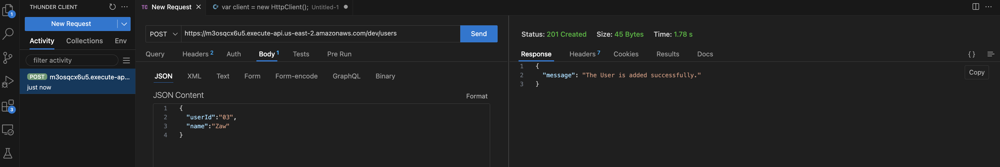 THUNDER CLIENT
TC New Request
C# var client = new HttpClient(); Untitled-1
1
New Request
Activity Collections Env
filter activity
POST m3osqcx6u5.execute-ap...
just now
3
POST https://m3osqcx6u5.execute-api.us-east-2.amazonaws.com/dev/users Send
Query Headers 2 Auth Body 1 Tests Pre Run
JSON XML Text Form Form-encode GraphQL Binary
JSON Content Format
1 {
2 "userId":"03",
3 "name":"Zaw"
4 }
Status: 201 Created Size: 45 Bytes Time: 1.78 s
Response Headers 7 Cookies Results Docs { }
1 {
2 "message": "The User is added successfully."
3 }
Copy